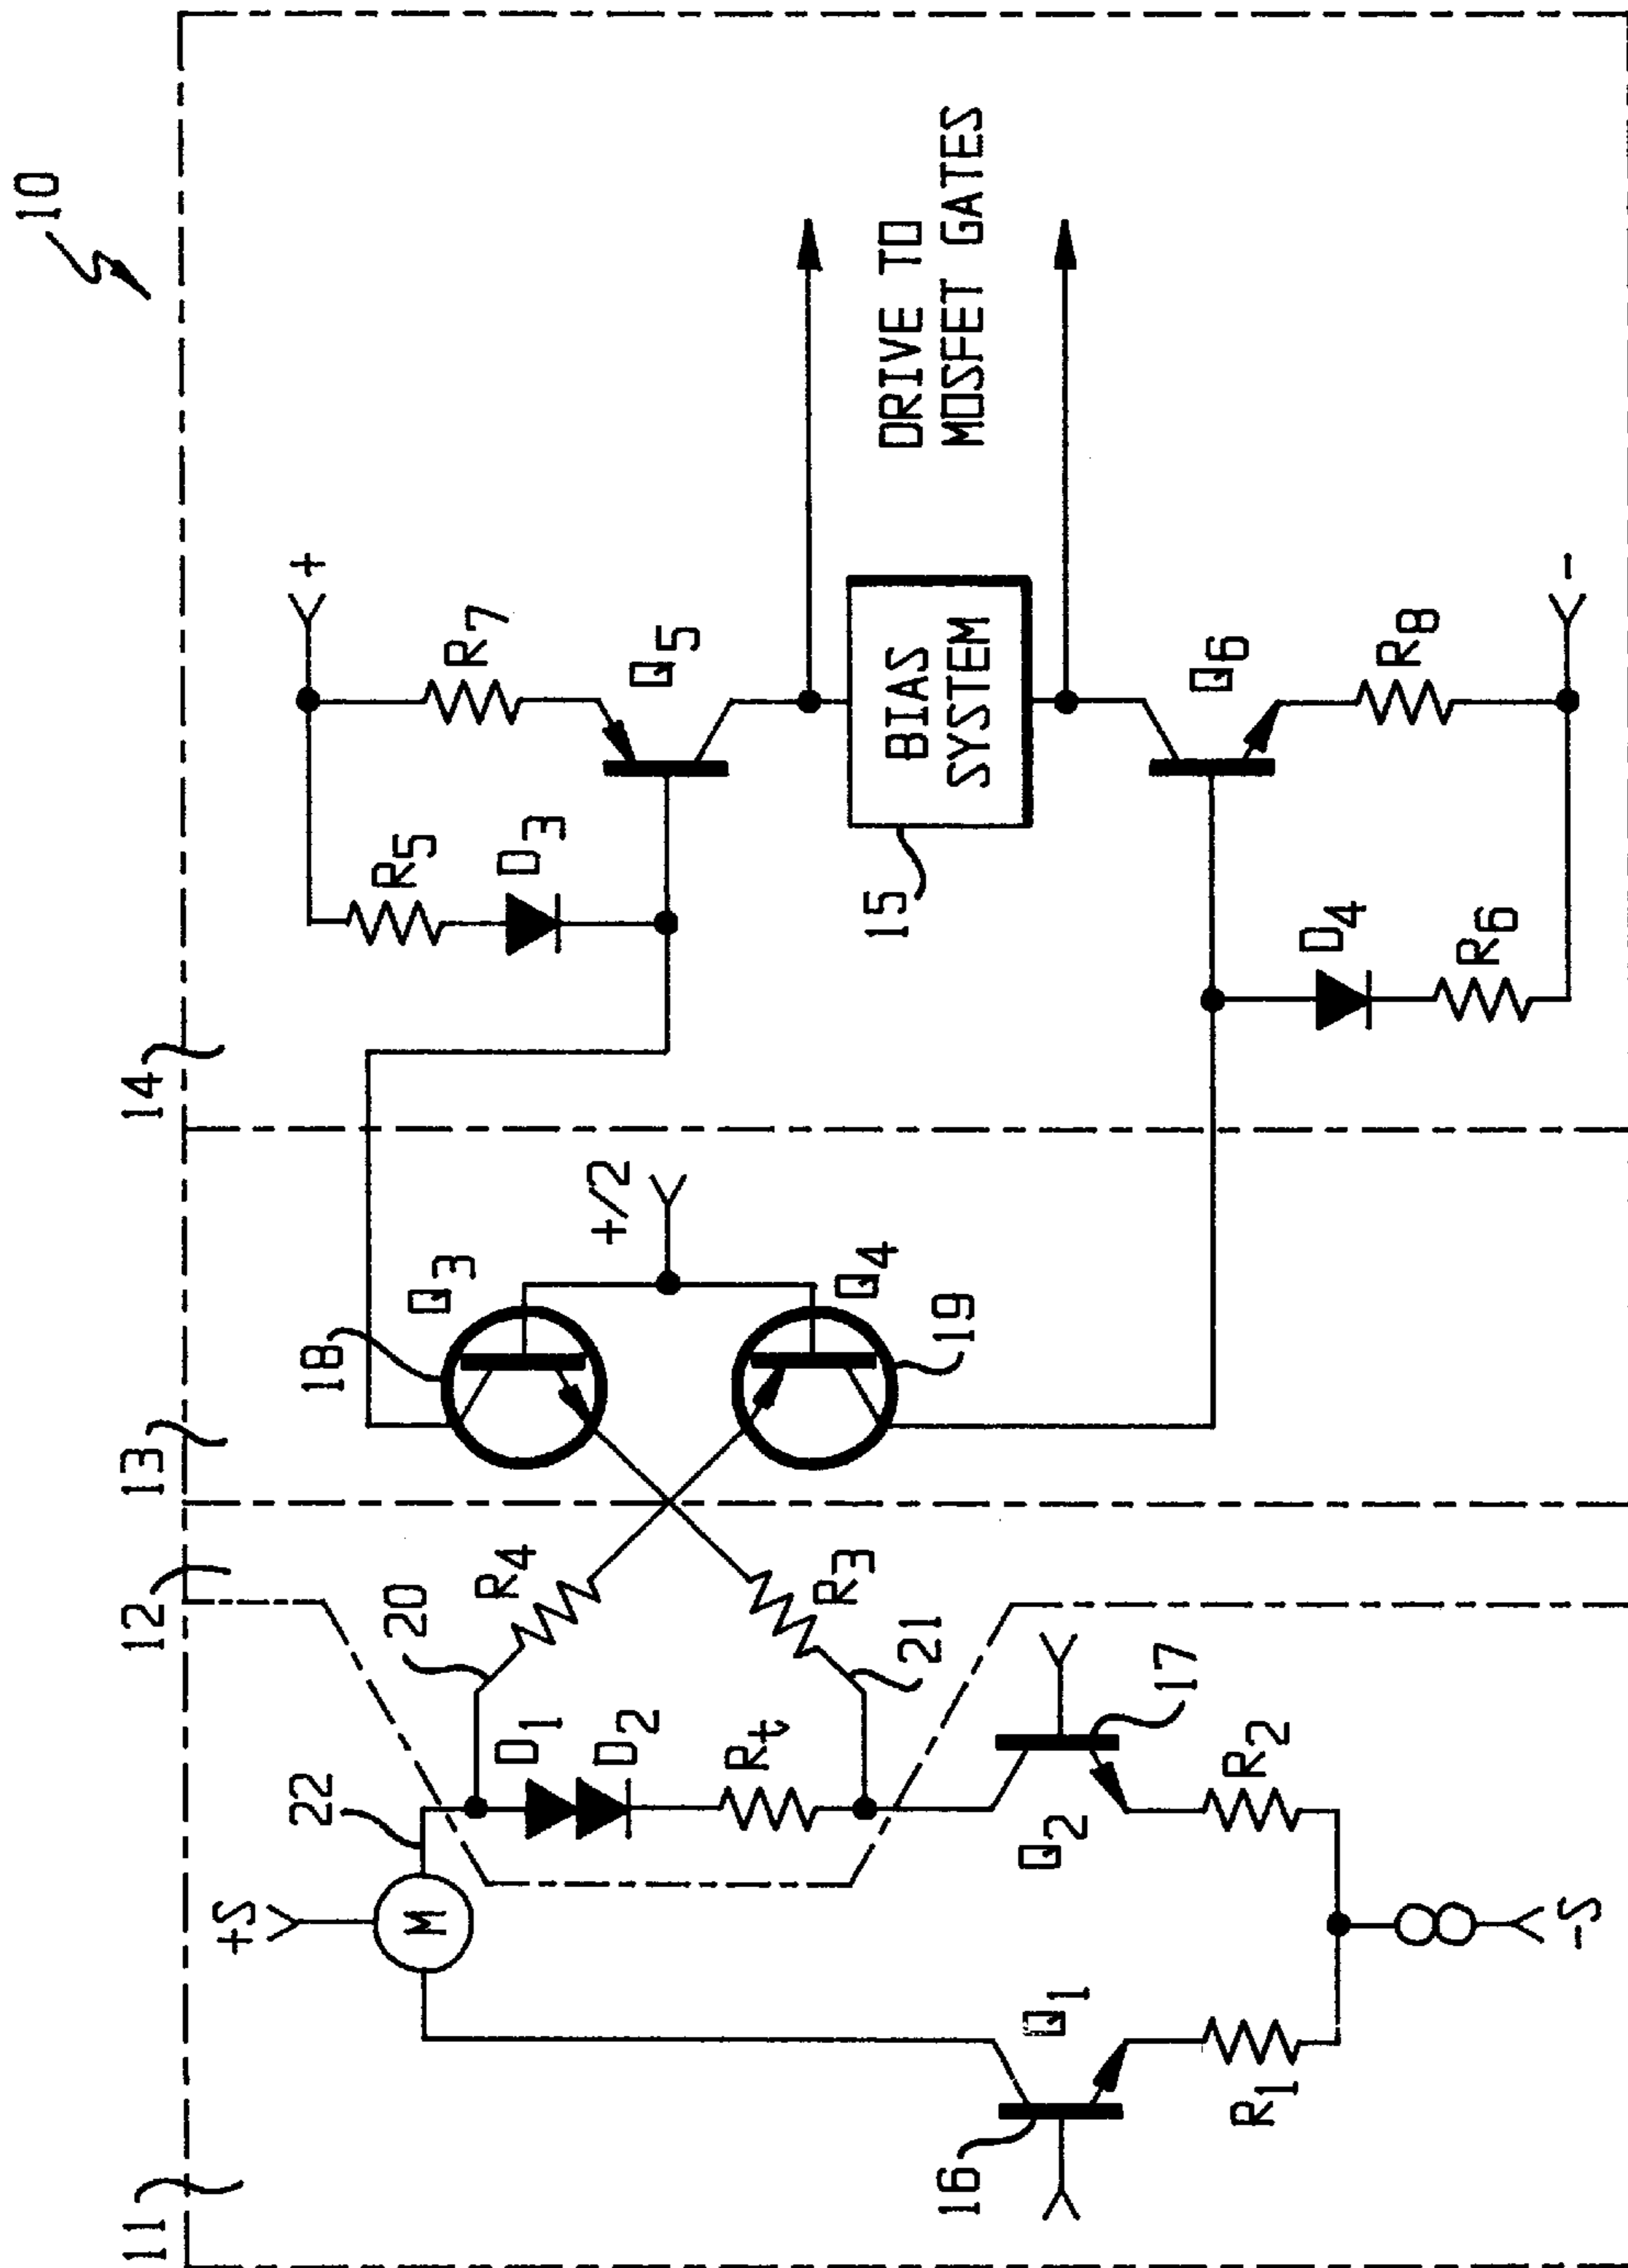 10
11
12
13
14
+S
22
18
+
20
R5
Q3
R4
R7
D1
D3
D2
+/2
Q5
M
Rt
R3
Q4
15
BIAS
SYSTEM
DRIVE TO
MOSFET GATES
21
19
16
Q1
Q2
17
Q6
R1
R2
D4
R8
R6
-S
-